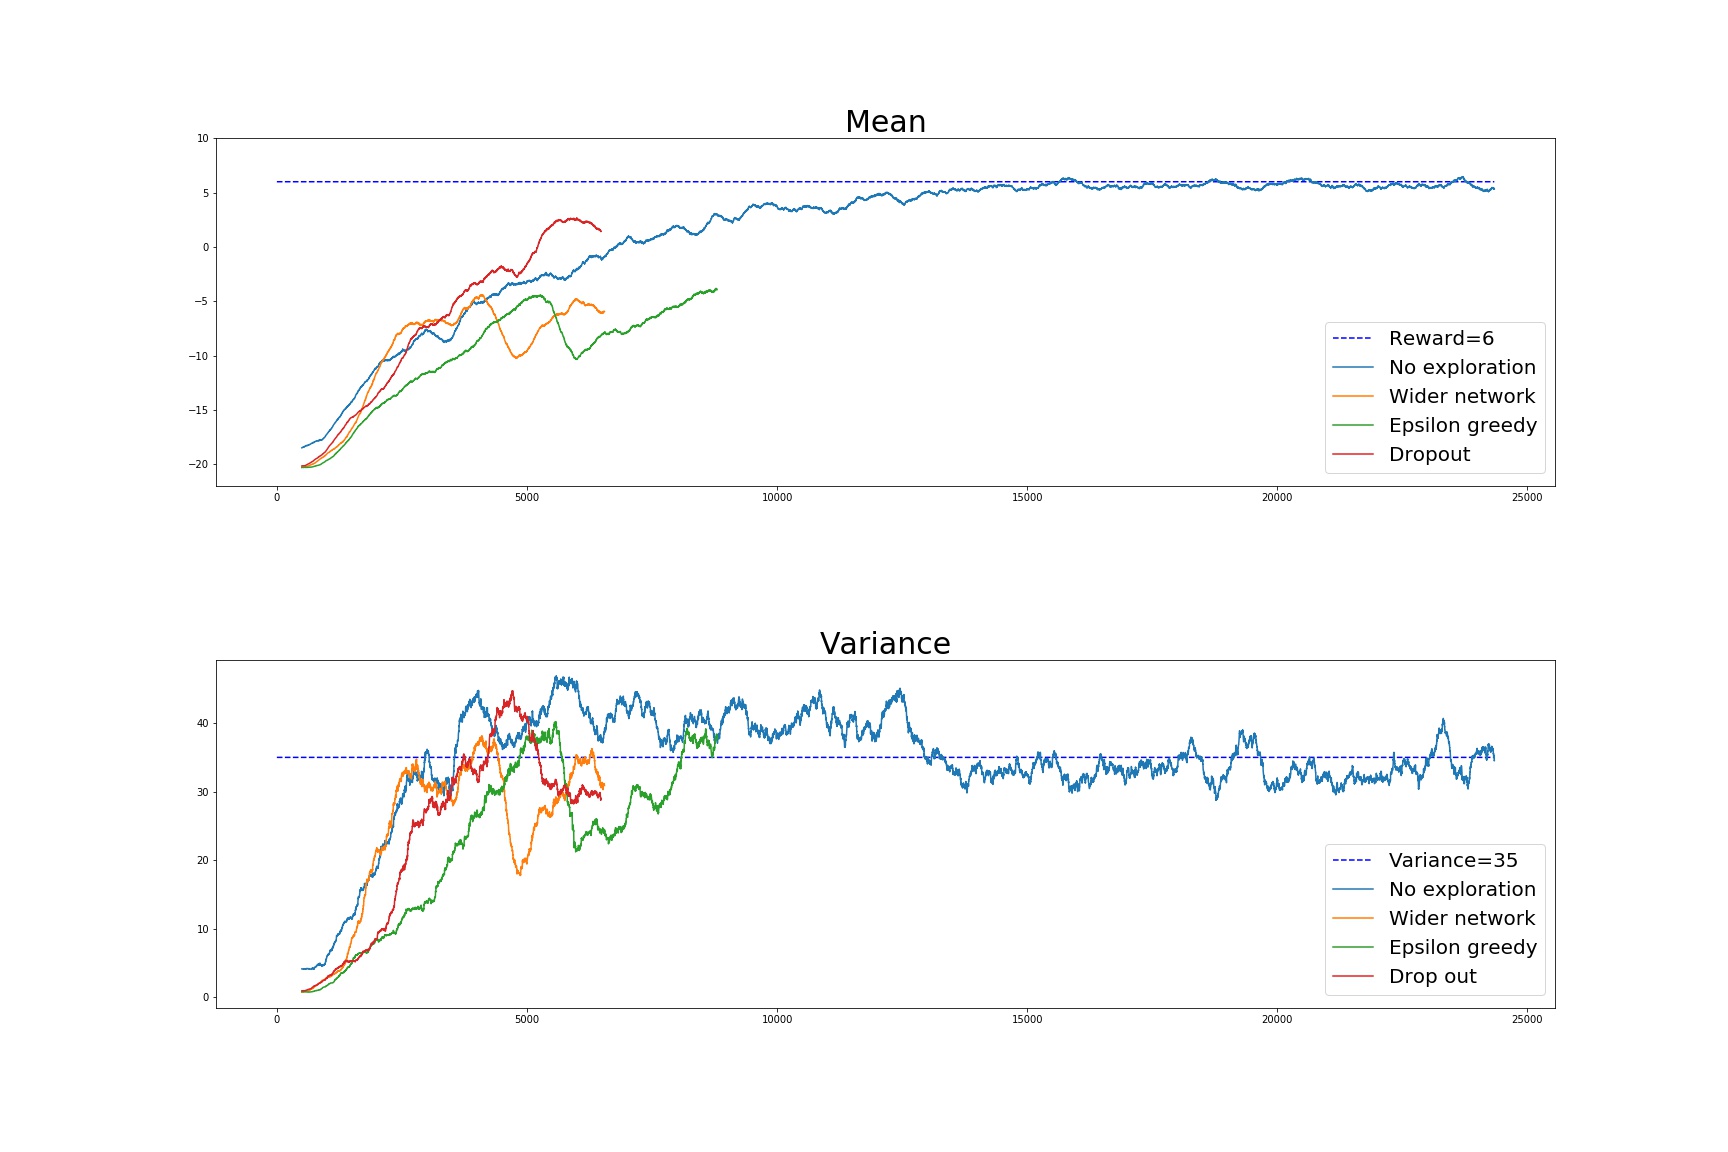 Mean
10
5
0
−5
−10
−15
−20
0 5000 10000 15000 20000 25000
Reward=6
No exploration
Wider network
Epsilon greedy
Dropout
Variance
40
30
20
10
0
0 5000 10000 15000 20000 25000
Variance=35
No exploration
Wider network
Epsilon greedy
Drop out